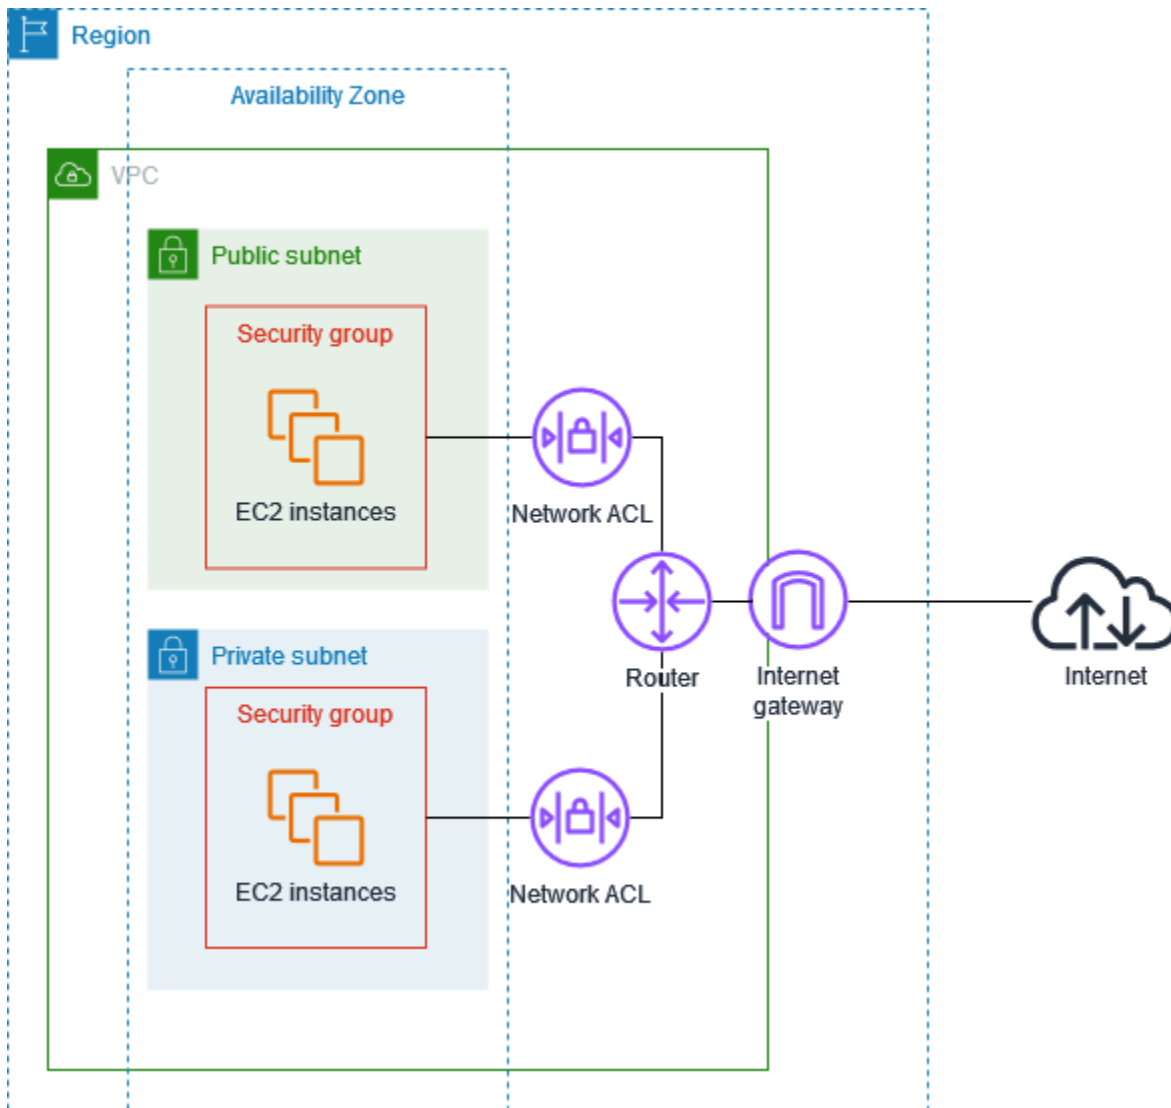 Region
Availability Zone
VPC
Public subnet
Security group
EC2 instances
Network ACL
Router
Internet
gateway
Internet
Private subnet
Security group
EC2 instances
Network ACL